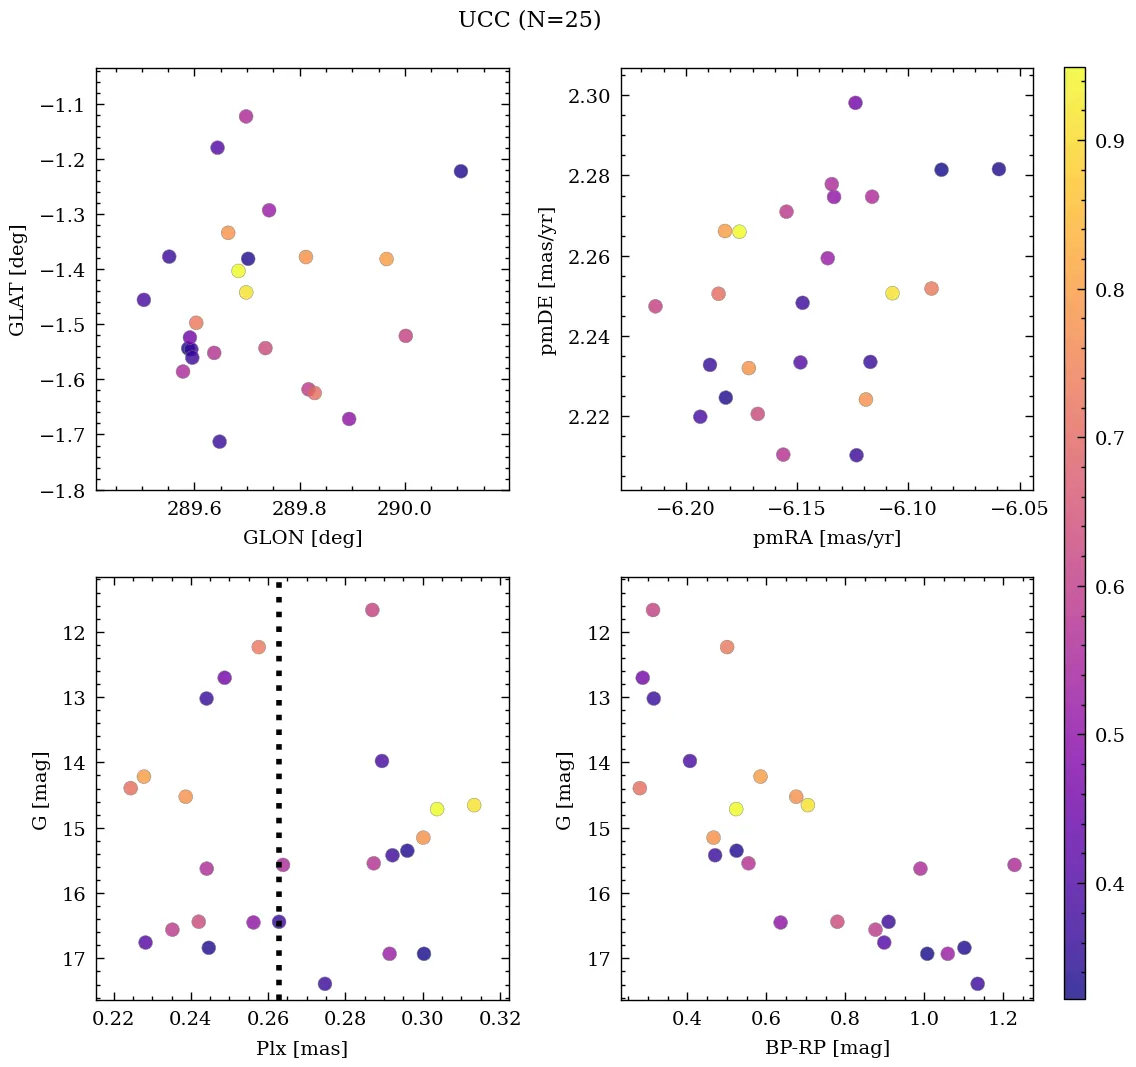 UCC (N=25)
−1.1
−1.2
−1.3
−1.4
−1.5
−1.6
−1.7
−1.8
GLAT [deg]
289.6 289.8 290.0
GLON [deg]
2.30
2.28
2.26
2.24
2.22
pmDE [mas/yr]
−6.20 −6.15 −6.10 −6.05
pmRA [mas/yr]
12
13
14
15
16
17
G [mag]
0.22 0.24 0.26 0.28 0.30 0.32
Plx [mas]
12
13
14
15
16
17
G [mag]
0.4 0.6 0.8 1.0 1.2
BP-RP [mag]
0.9
0.8
0.7
0.6
0.5
0.4